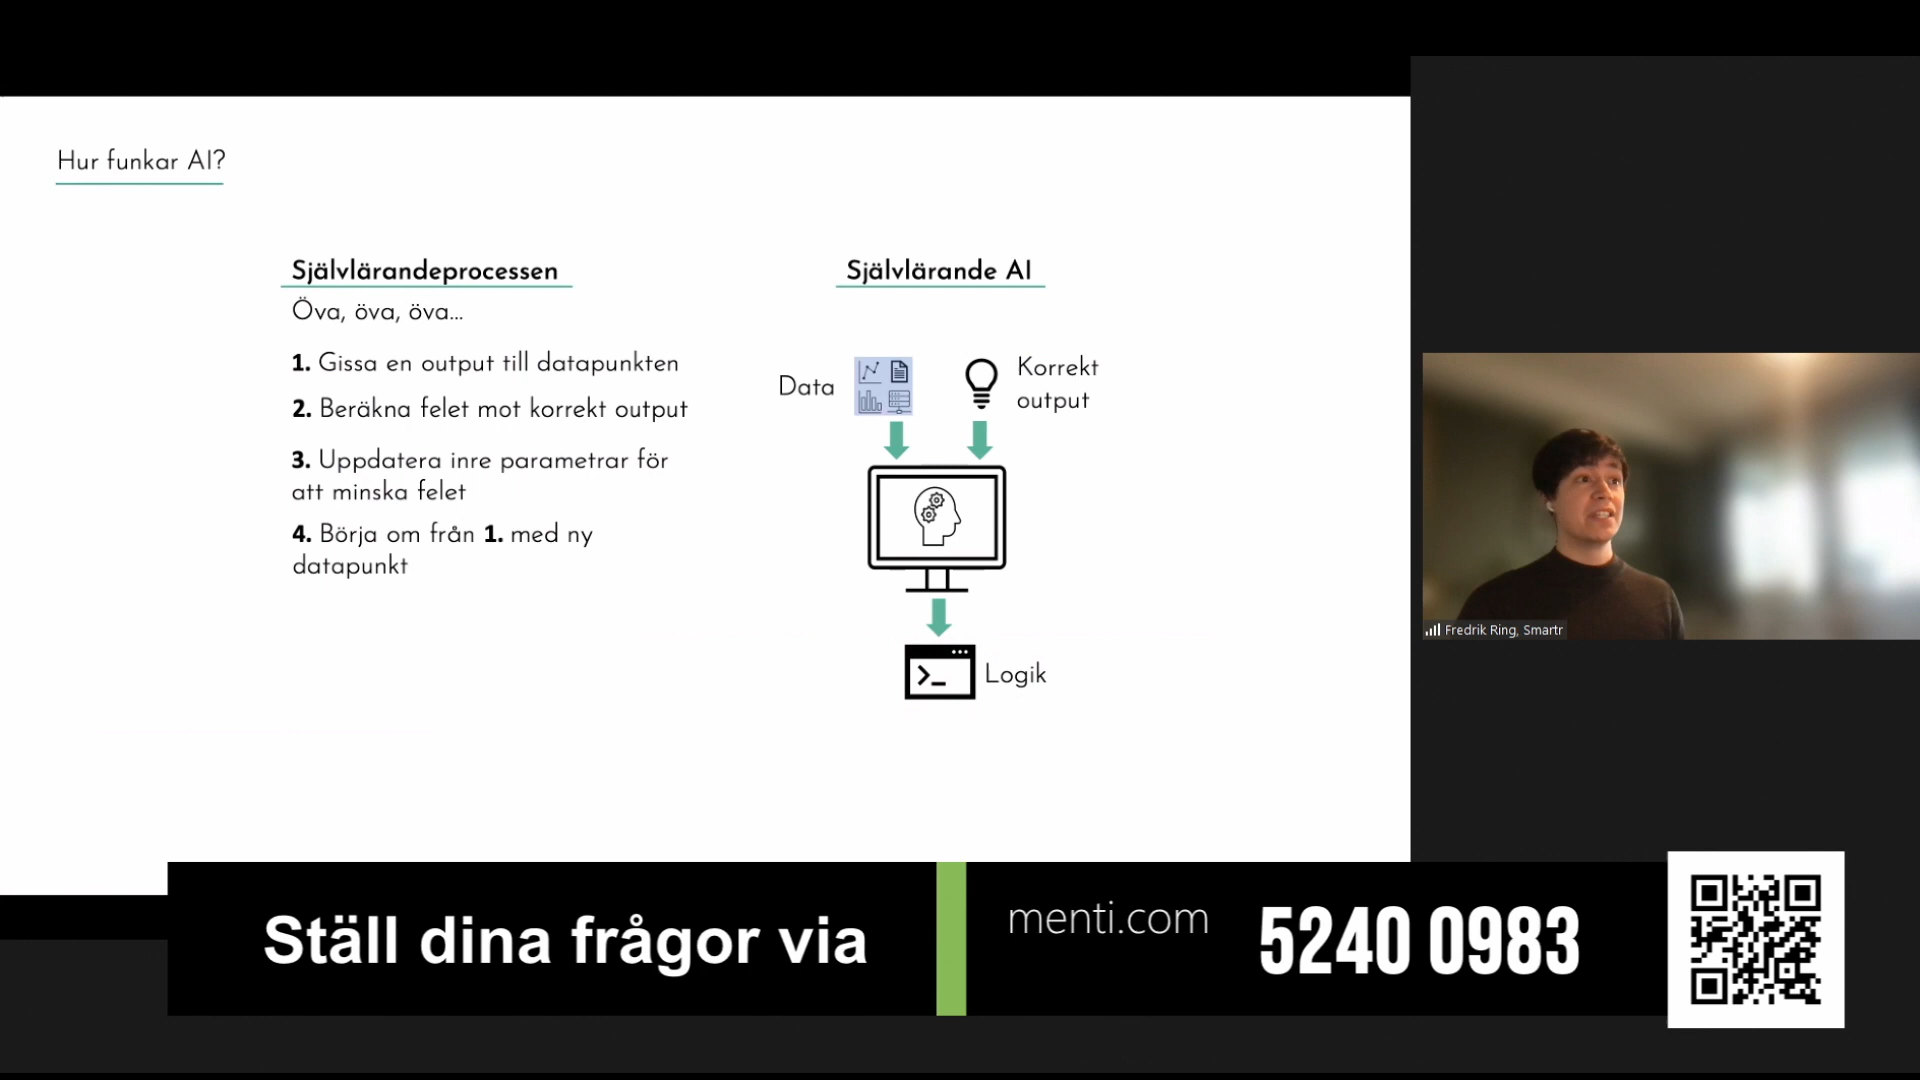 Hur funkar AI?
Självlärandeprocessen
Öva, öva, öva...
1. Gissa en output till datapunkten
2. Beräkna felet mot korrekt output
3. Uppdatera inre parametrar för
att minska felet
4. Börja om från 1. med ny
datapunkt
Självlärande AI
Data
Korrekt
output
Logik
Fredrik Ring, Smartr
Ställ dina frågor via
menti.com
5240 0983